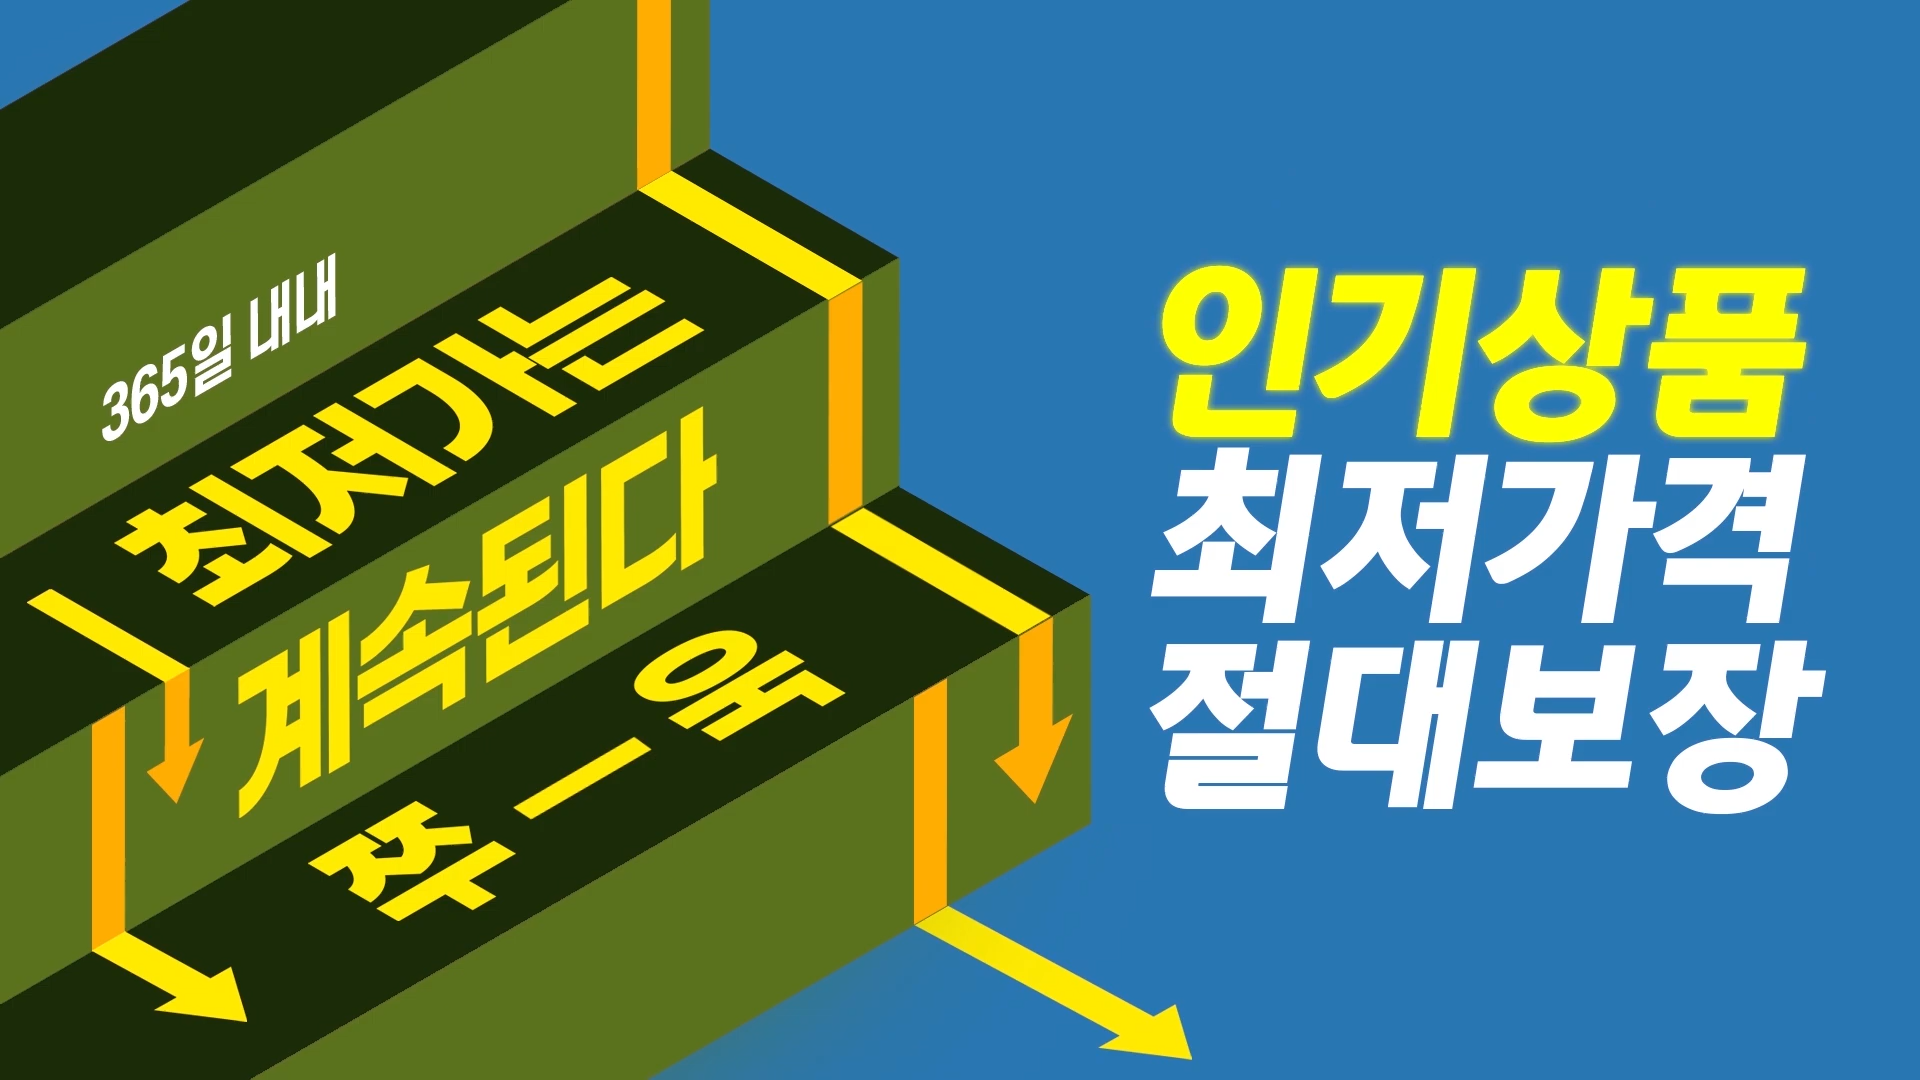 365일 내내
최저가는
계속된다
쭈ㅡ욱
인기상품
최저가격
절대보장